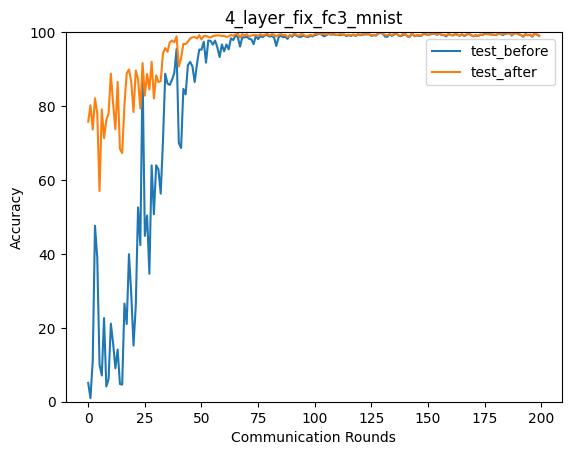 4_layer_fix_fc3_mnist
100
80
60
40
20
0
Accuracy
test_before
test_after
0 25 50 75 100 125 150 175 200
Communication Rounds